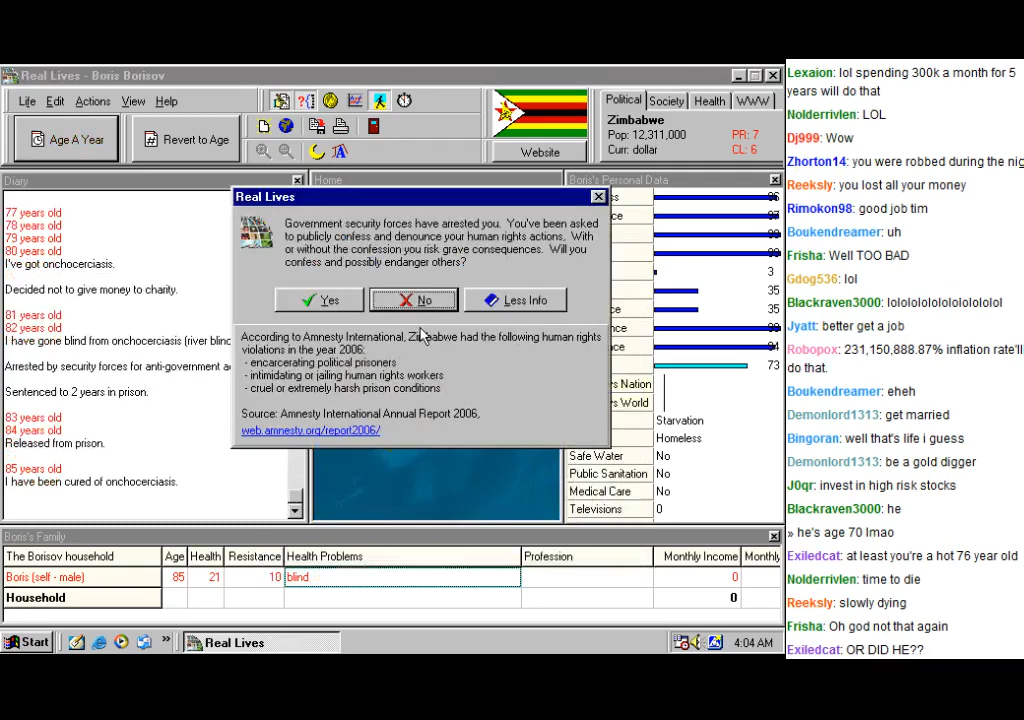 Real Lives - Boris Borisov
Life Edit Actions View Help
Age A Year
Revert to Age
Website
Political Society Health WWW
Zimbabwe
Pop: 12,311,000 PR: 7
Curr: dollar CL: 6
Diary
Home
Boris's Personal Data
77 years old
78 years old
79 years old
80 years old
I've got onchocerciasis.
Decided not to give money to charity.
81 years old
82 years old
I have gone blind from onchocerciasis (river blin
Arrested by security forces for anti-government a
Sentenced to 2 years in prison.
83 years old
84 years old
Released from prison.
85 years old
I have been cured of onchocerciasis.
Real Lives
Government security forces have arrested you. You've been asked
to publicly confess and denounce your human rights actions. With
or without the confession you risk grave consequences. Will you
confess and possibly endanger others?
Yes
No
Less Info
According to Amnesty International, Zimbabwe had the following human rights
violations in the year 2006:
- encarcerating political prisoners
- intimidating or jailing human rights workers
- cruel or extremely harsh prison conditions
Source: Amnesty International Annual Report 2006,
web.amnesty.org/report2006/
3
35
35
73
's Nation
's World
Starvation
Homeless
Safe Water No
Public Sanitation No
Medical Care No
Televisions 0
Boris's Family
The Borisov household Age Health Resistance Health Problems Profession Monthly Income Monthly
Boris (self - male) 85 21 10 blind 0
Household 0
Start
Real Lives
4:04 AM
Lexaion: lol spending 300k a month for 5
years will do that
Nolderrivlen: LOL
Dj999: Wow
Zhorton14: you were robbed during the nig
Reeksly: you lost all your money
Rimokon98: good job tim
Boukendreamer: uh
Frisha: Well TOO BAD
Gdog536: lol
Blackraven3000: lolololololololololol
Jyatt: better get a job
Robopox: 231,150,888.87% inflation rate'll
do that.
Boukendreamer: eheh
Demonlord1313: get married
Bingoran: well that's life i guess
Demonlord1313: be a gold digger
J0qr: invest in high risk stocks
Blackraven3000: he
» he's age 70 lmao
Exiledcat: at least you're a hot 76 year old
Nolderrivlen: time to die
Reeksly: slowly dying
Frisha: Oh god not that again
Exiledcat: OR DID HE??